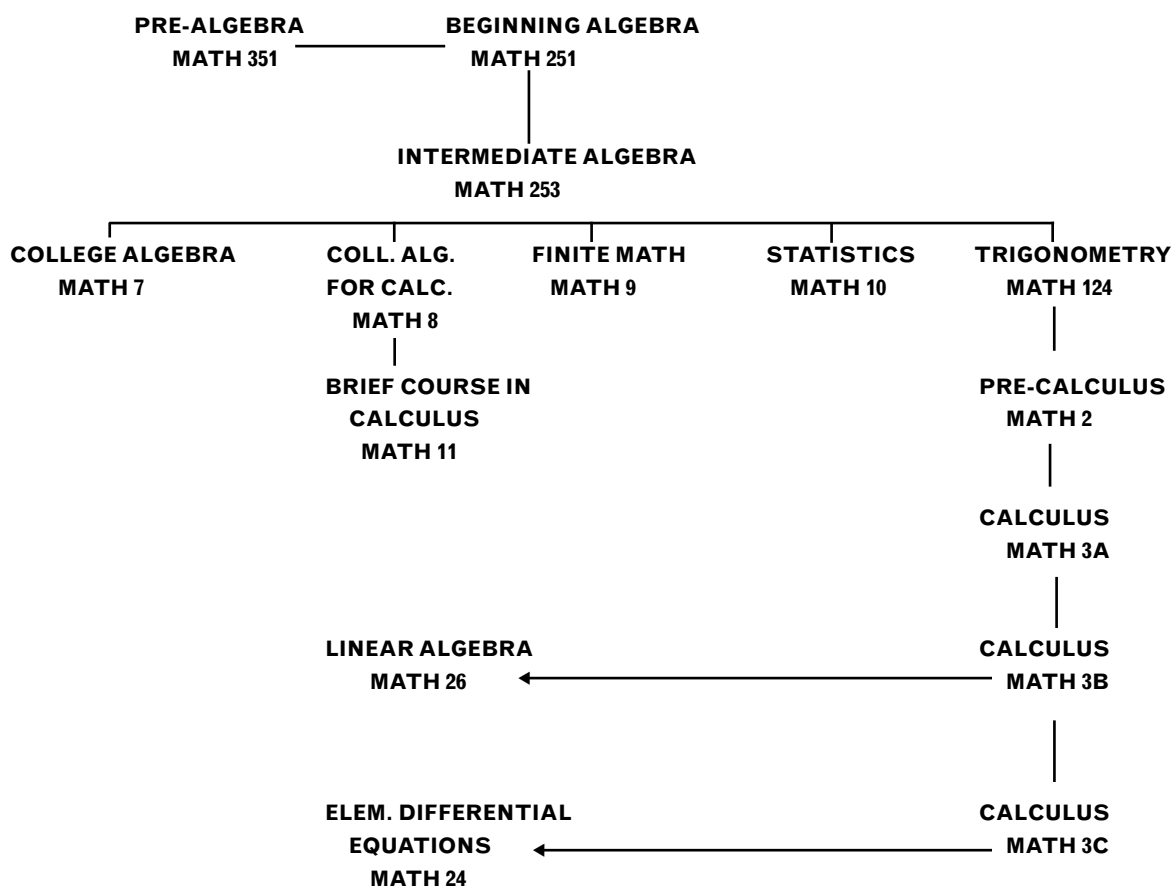 PRE-ALGEBRA
MATH 351
BEGINNING ALGEBRA
MATH 251
INTERMEDIATE ALGEBRA
MATH 253
COLLEGE ALGEBRA
MATH 7
COLL. ALG.
FOR CALC.
MATH 8
FINITE MATH
MATH 9
STATISTICS
MATH 10
TRIGONOMETRY
MATH 124
BRIEF COURSE IN
CALCULUS
MATH 11
PRE-CALCULUS
MATH 2
CALCULUS
MATH 3A
LINEAR ALGEBRA
MATH 26
CALCULUS
MATH 3B
ELEM. DIFFERENTIAL
EQUATIONS
MATH 24
CALCULUS
MATH 3C